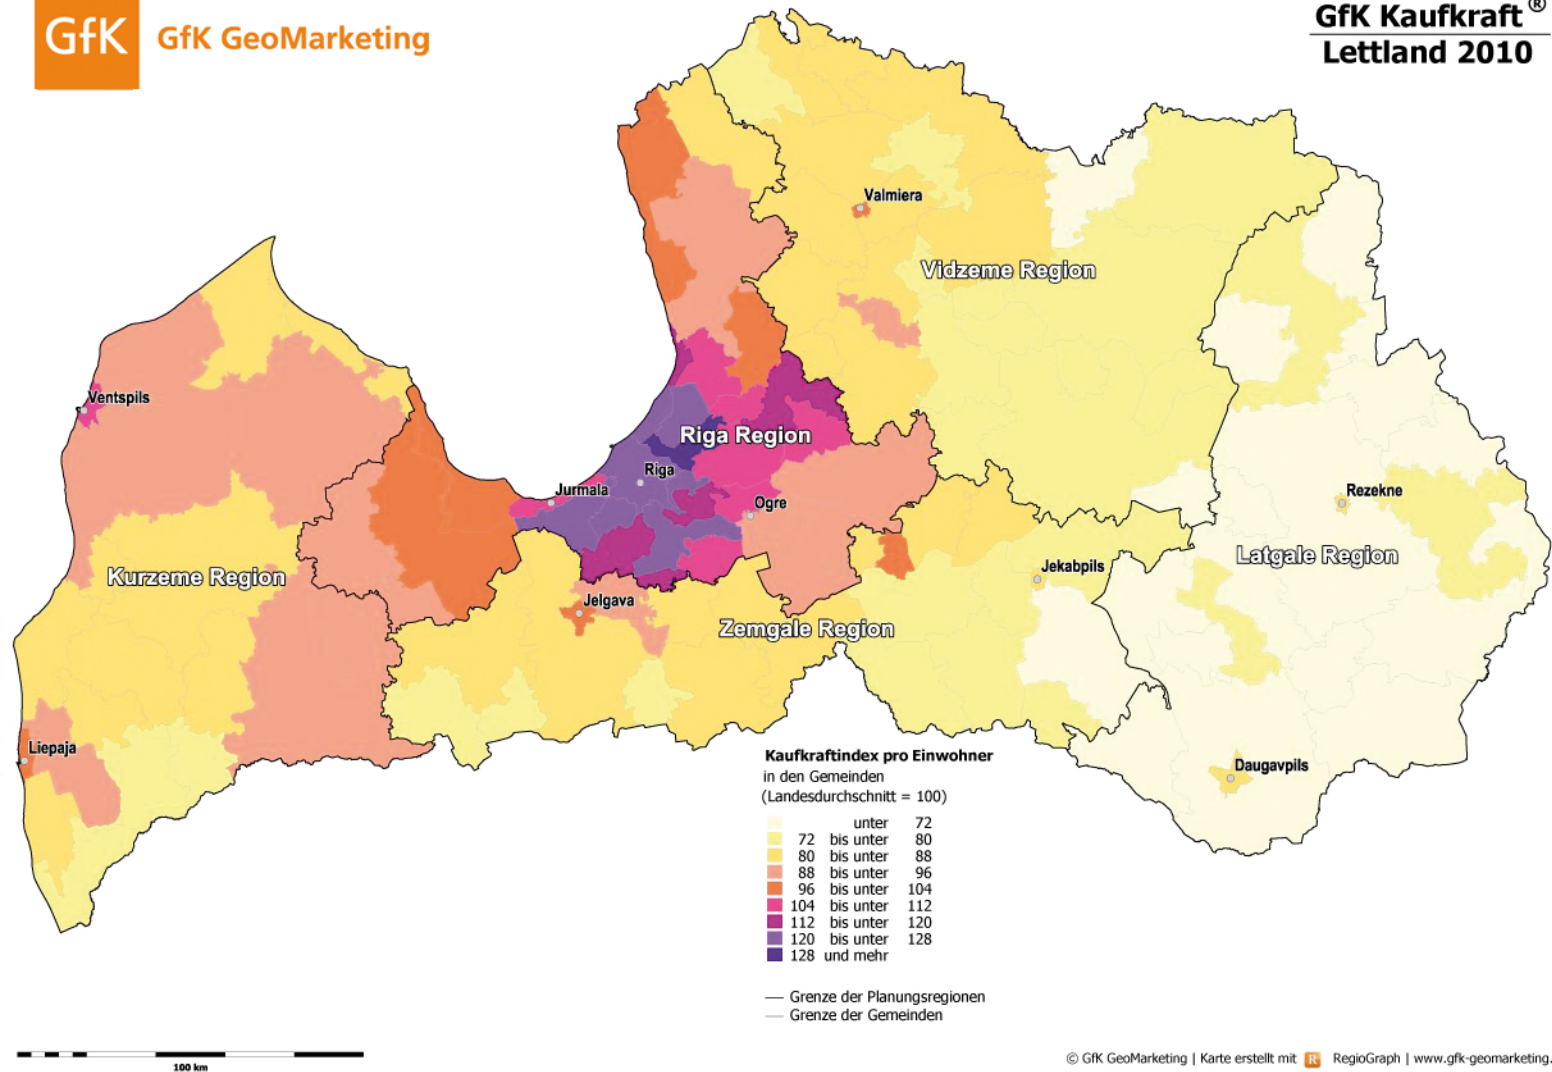 GfK
GfK GeoMarketing
GfK Kaufkraft ®
Lettland 2010
Valmiera
Vidzeme Region
Ventspils
Riga Region
Riga
Jurmala
Ogre
Rezekne
Latgale Region
Kurzeme Region
Jekabpils
Jelgava
Zemgale Region
Liepaja
Daugavpils
Kaufkraftindex pro Einwohner
in den Gemeinden
(Landesdurchschnitt = 100)
unter 72
72 bis unter 80
80 bis unter 88
88 bis unter 96
96 bis unter 104
104 bis unter 112
112 bis unter 120
120 bis unter 128
128 und mehr
Grenze der Planungsregionen
Grenze der Gemeinden
100 km
© GfK GeoMarketing | Karte erstellt mit R RegioGraph | www.gfk-geomarketing.